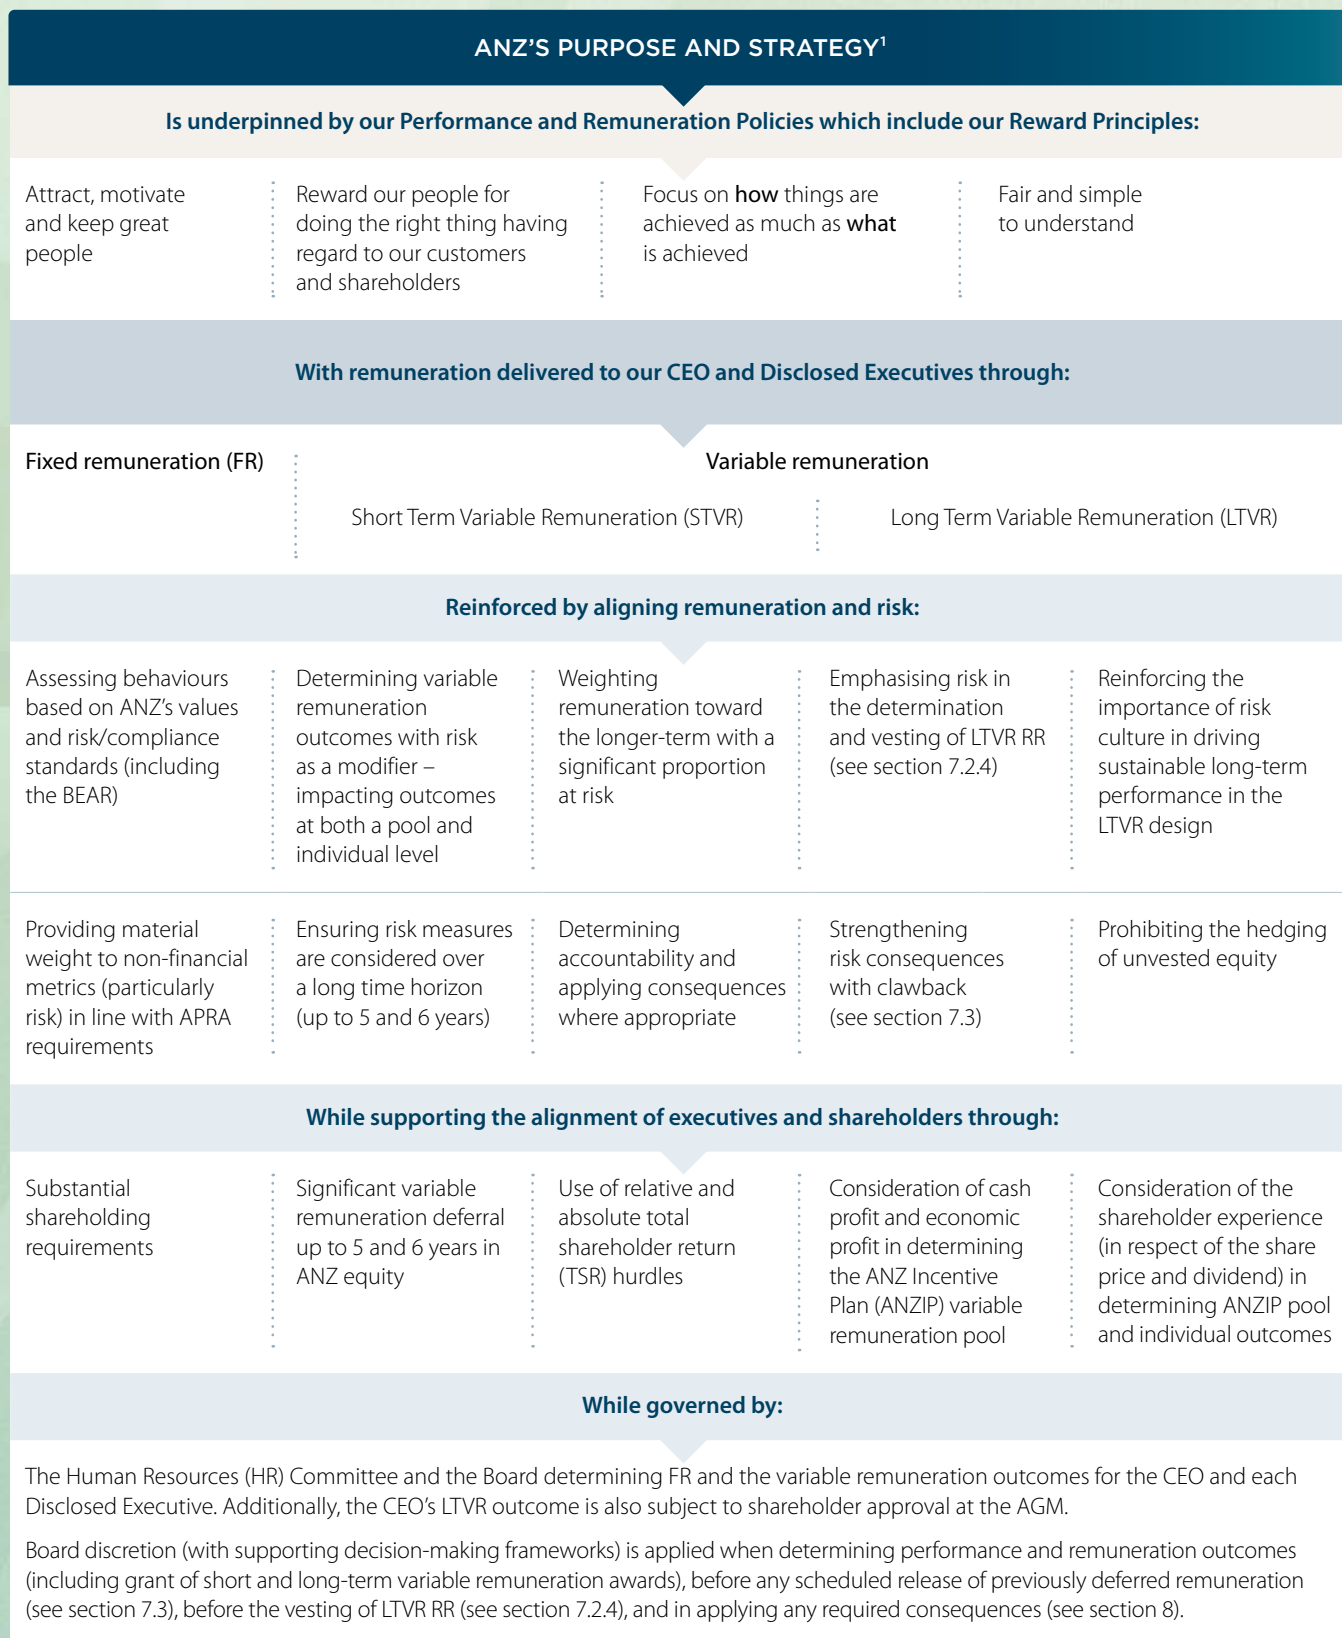 ANZ'S PURPOSE AND STRATEGY¹
Is underpinned by our Performance and Remuneration Policies which include our Reward Principles:
Attract, motivate
and keep great
people
Reward our people for
doing the right thing having
regard to our customers
and shareholders
Focus on how things are
achieved as much as what
is achieved
Fair and simple
to understand
With remuneration delivered to our CEO and Disclosed Executives through:
Fixed remuneration (FR)
Variable remuneration
Short Term Variable Remuneration (STVR)
Long Term Variable Remuneration (LTVR)
Reinforced by aligning remuneration and risk:
Assessing behaviours
based on ANZ's values
and risk/compliance
standards (including
the BEAR)
Determining variable
remuneration
outcomes with risk
as a modifier –
impacting outcomes
at both a pool and
individual level
Weighting
remuneration toward
the longer-term with a
significant proportion
at risk
Emphasising risk in
the determination
and vesting of LTVR RR
(see section 7.2.4)
Reinforcing the
importance of risk
culture in driving
sustainable long-term
performance in the
LTVR design
Providing material
weight to non-financial
metrics (particularly
risk) in line with APRA
requirements
Ensuring risk measures
are considered over
a long time horizon
(up to 5 and 6 years)
Determining
accountability and
applying consequences
where appropriate
Strengthening
risk consequences
with clawback
(see section 7.3)
Prohibiting the hedging
of unvested equity
While supporting the alignment of executives and shareholders through:
Substantial
shareholding
requirements
Significant variable
remuneration deferral
up to 5 and 6 years in
ANZ equity
Use of relative and
absolute total
shareholder return
(TSR) hurdles
Consideration of cash
profit and economic
profit in determining
the ANZ Incentive
Plan (ANZIP) variable
remuneration pool
Consideration of the
shareholder experience
(in respect of the share
price and dividend) in
determining ANZIP pool
and individual outcomes
While governed by:
The Human Resources (HR) Committee and the Board determining FR and the variable remuneration outcomes for the CEO and each
Disclosed Executive. Additionally, the CEO's LTVR outcome is also subject to shareholder approval at the AGM.
Board discretion (with supporting decision-making frameworks) is applied when determining performance and remuneration outcomes
(including grant of short and long-term variable remuneration awards), before any scheduled release of previously deferred remuneration
(see section 7.3), before the vesting of LTVR RR (see section 7.2.4), and in applying any required consequences (see section 8).